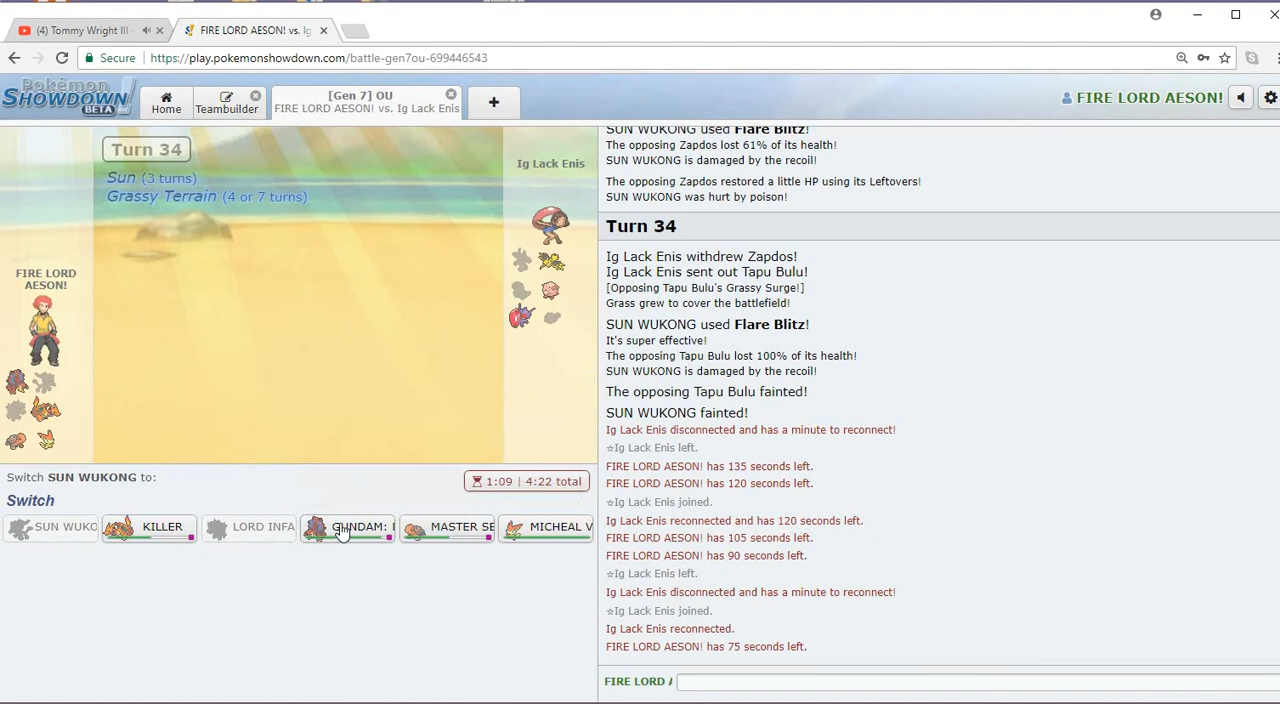 (4) Tommy Wright III -
FIRE LORD AESON! vs. Ig
Secure
https://play.pokemonshowdown.com/battle-gen7ou-699446543
Pokémon
SHOWDOWN
BETA
Home
Teambuilder
[Gen 7] OU
FIRE LORD AESON! vs. Ig Lack Enis
+
FIRE LORD AESON!
Turn 34
Sun (3 turns)
Grassy Terrain (4 or 7 turns)
Ig Lack Enis
FIRE LORD
AESON!
Switch SUN WUKONG to:
1:09 | 4:22 total
Switch
SUN WUKO
KILLER
LORD INFA
GUNDAM:
MASTER SE
MICHEAL V
SUN WUKONG used Flare Blitz!
The opposing Zapdos lost 61% of its health!
SUN WUKONG is damaged by the recoil!
The opposing Zapdos restored a little HP using its Leftovers!
SUN WUKONG was hurt by poison!
Turn 34
Ig Lack Enis withdrew Zapdos!
Ig Lack Enis sent out Tapu Bulu!
[Opposing Tapu Bulu's Grassy Surge!]
Grass grew to cover the battlefield!
SUN WUKONG used Flare Blitz!
It's super effective!
The opposing Tapu Bulu lost 100% of its health!
SUN WUKONG is damaged by the recoil!
The opposing Tapu Bulu fainted!
SUN WUKONG fainted!
Ig Lack Enis disconnected and has a minute to reconnect!
☆Ig Lack Enis left.
FIRE LORD AESON! has 135 seconds left.
FIRE LORD AESON! has 120 seconds left.
☆Ig Lack Enis joined.
Ig Lack Enis reconnected and has 120 seconds left.
FIRE LORD AESON! has 105 seconds left.
FIRE LORD AESON! has 90 seconds left.
☆Ig Lack Enis left.
Ig Lack Enis disconnected and has a minute to reconnect!
☆Ig Lack Enis joined.
Ig Lack Enis reconnected.
FIRE LORD AESON! has 75 seconds left.
FIRE LORD A